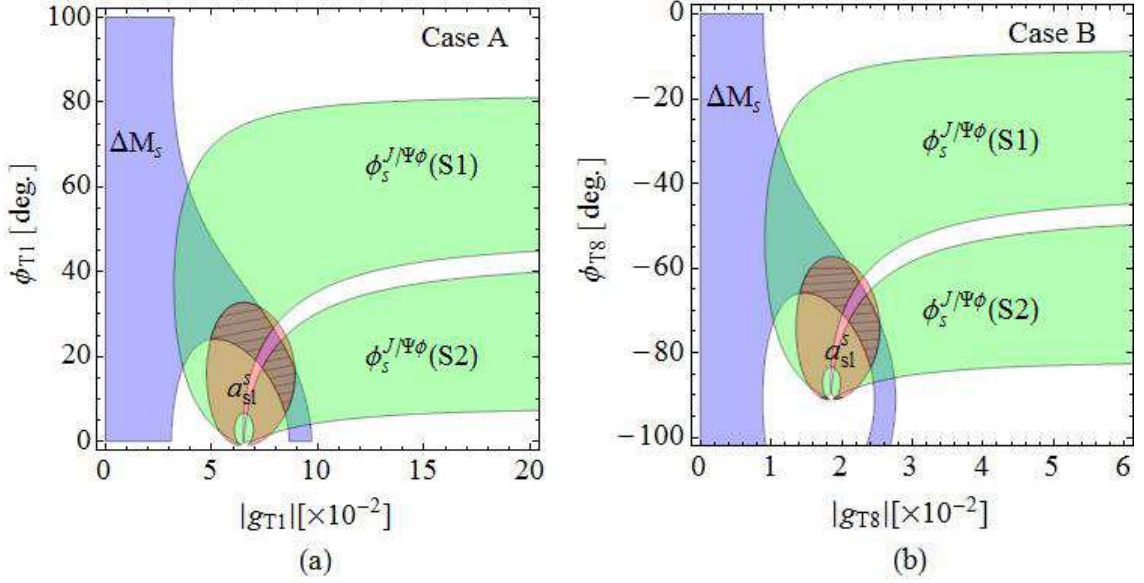 Case A
100
80
60
40
20
0
ΔM_s
ϕ_s^{J/Ψϕ}(S1)
ϕ_s^{J/Ψϕ}(S2)
a_sl^s
ϕ_T1 [deg.]
0 5 10 15 20
|g_T1|[×10^{-2}]
(a)
Case B
0
−20
−40
−60
−80
−100
ΔM_s
ϕ_s^{J/Ψϕ}(S1)
ϕ_s^{J/Ψϕ}(S2)
a_sl^s
ϕ_T8 [deg.]
0 1 2 3 4 5 6
|g_T8|[×10^{-2}]
(b)